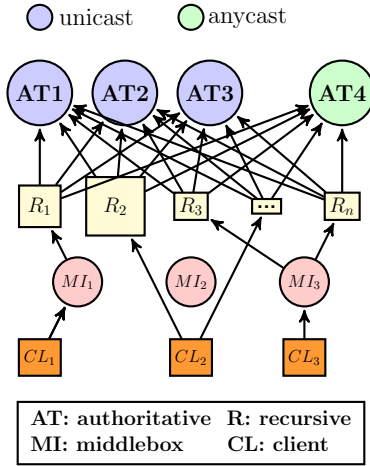 unicast anycast
AT1 AT2 AT3 AT4
R₁ R₂ R₃ ... Rₙ
MI₁ MI₂ MI₃
CL₁ CL₂ CL₃
AT: authoritative R: recursive
MI: middlebox CL: client